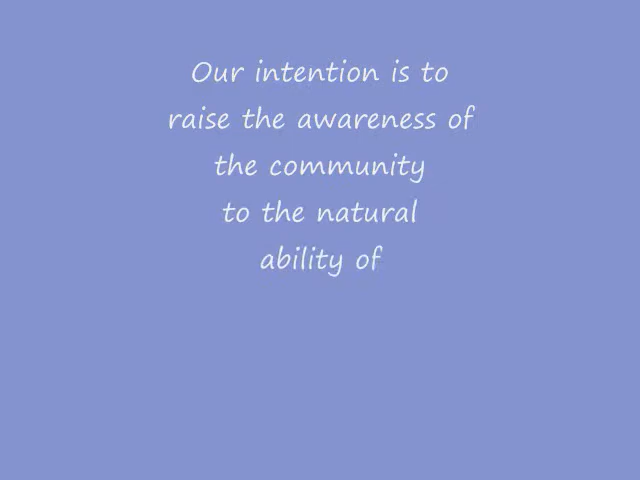 Our intention is to
raise the awareness of
the community
to the natural
ability of